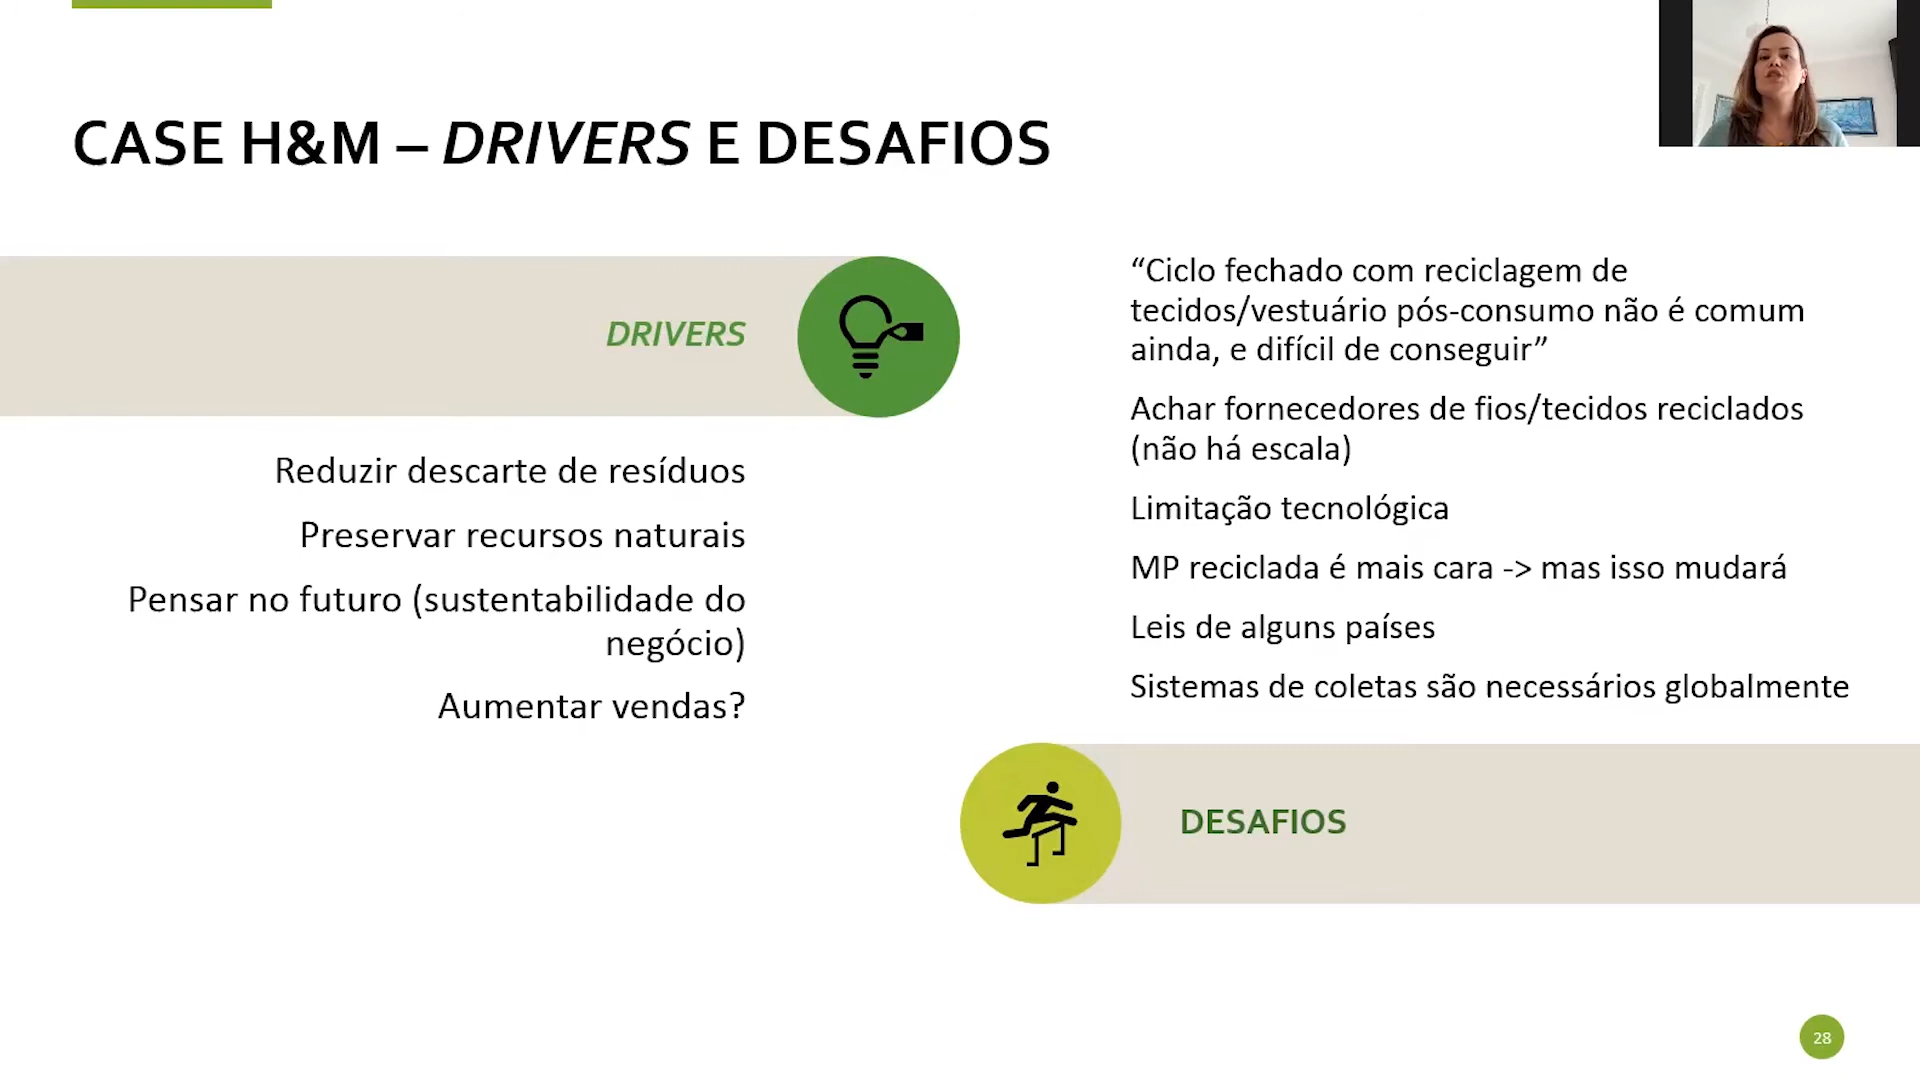 CASE H&M – DRIVERS E DESAFIOS
DRIVERS
Reduzir descarte de resíduos
Preservar recursos naturais
Pensar no futuro (sustentabilidade do
negócio)
Aumentar vendas?
“Ciclo fechado com reciclagem de
tecidos/vestuário pós-consumo não é comum
ainda, e difícil de conseguir”
Achar fornecedores de fios/tecidos reciclados
(não há escala)
Limitação tecnológica
MP reciclada é mais cara -> mas isso mudará
Leis de alguns países
Sistemas de coletas são necessários globalmente
DESAFIOS
28